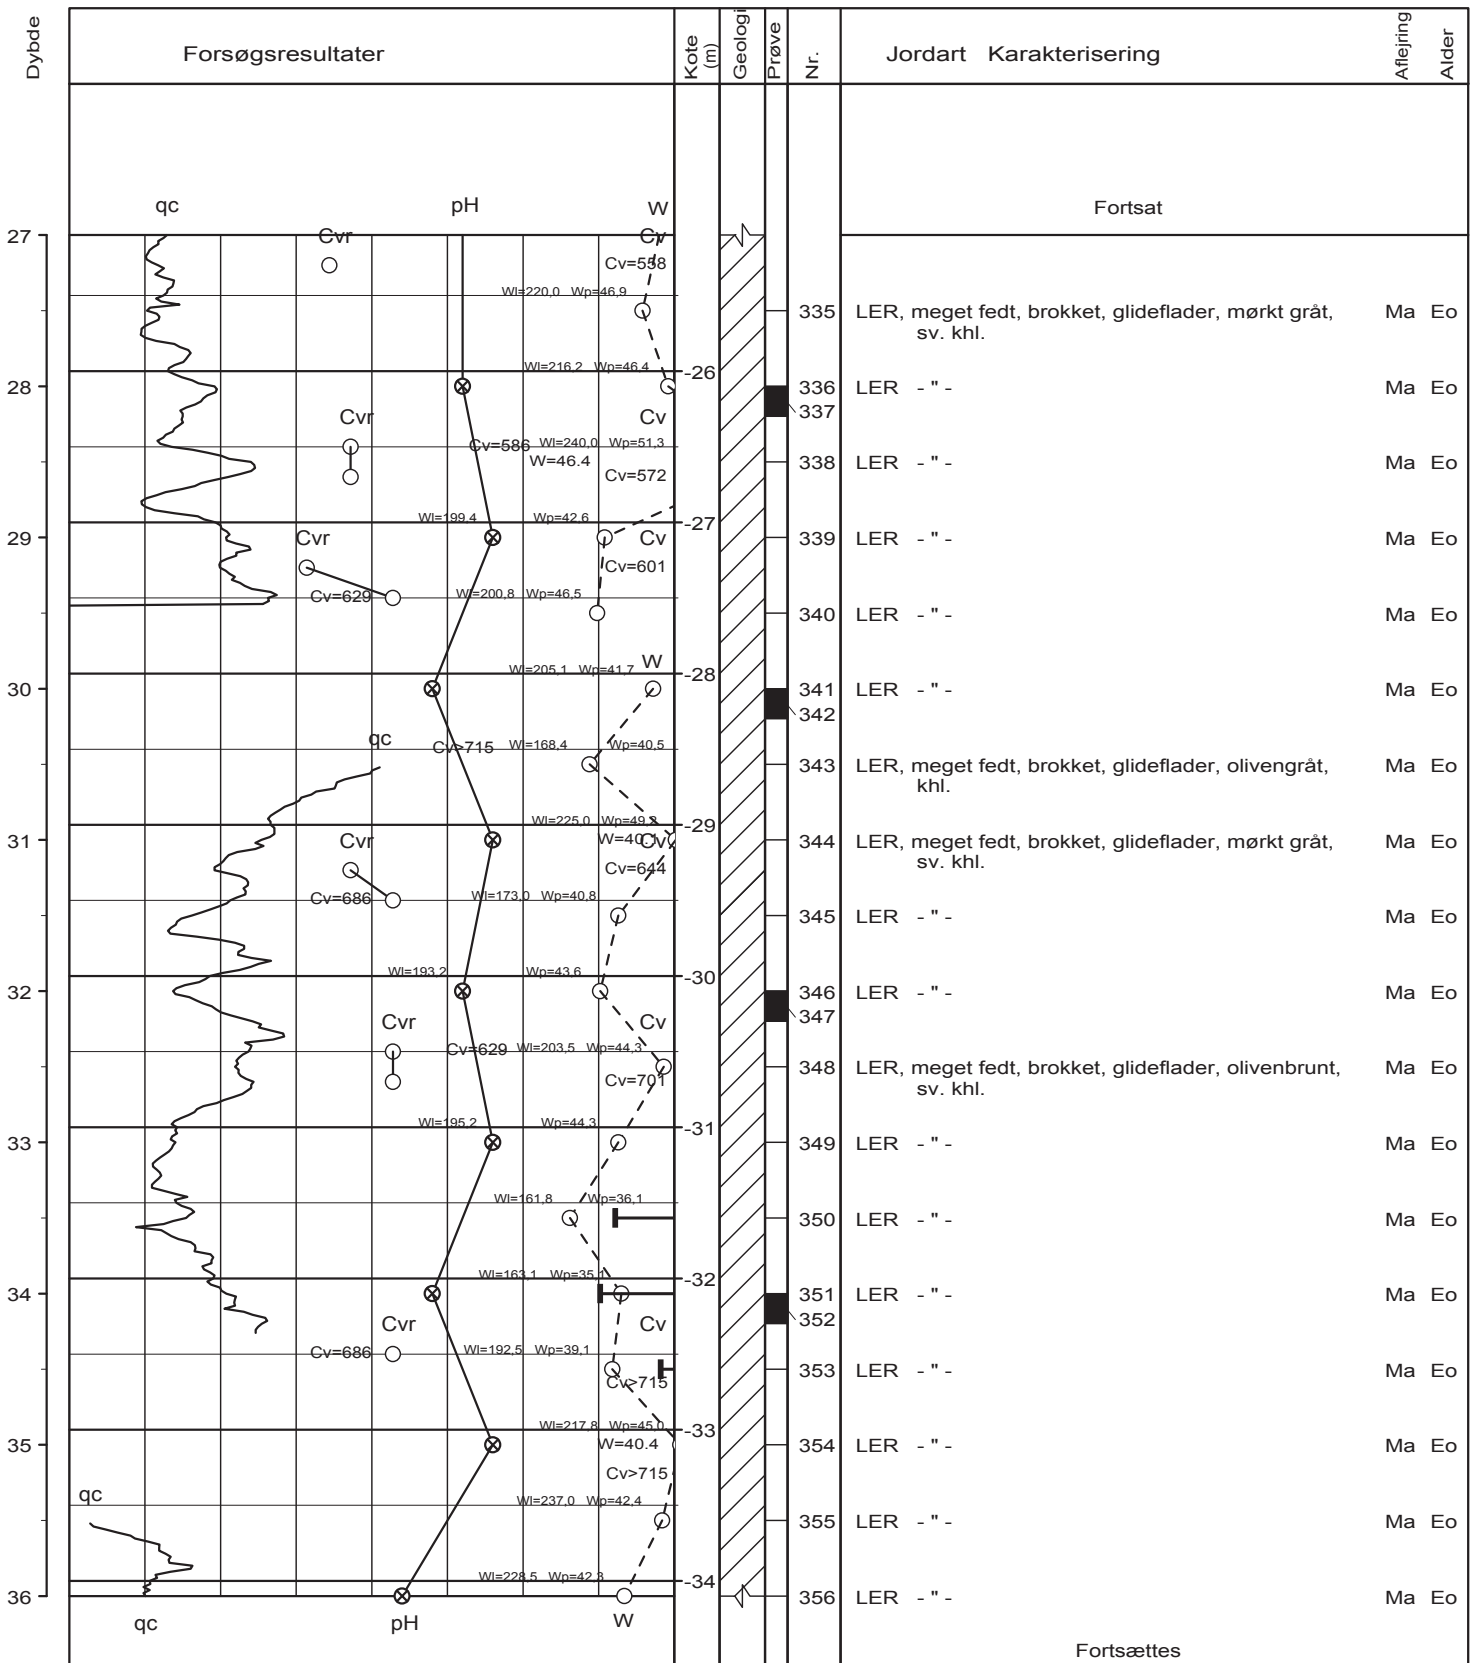 Dybde Forsøgsresultater Kote (m) Geologi Prøve Nr. Jordart Karakterisering Aflejring Alder
qc pH W Fortsat
27 Cvr Cv
Cv=558
Wl=220,0 Wp=46,9
335 LER, meget fedt, brokket, glideflader, mørkt gråt, Ma Eo
sv. khl.
Wl=216,2 Wp=46,4 -26
28 336 LER - " - Ma Eo
337
Cvr Cv
Cv=586 Wl=240,0 Wp=51,3
W=46.4 338 LER - " - Ma Eo
Cv=572
Wl=199,4 Wp=42,6 -27
29 Cvr Cv 339 LER - " - Ma Eo
Cv=601
Cv=629 Wl=200,8 Wp=46,5
340 LER - " - Ma Eo
Wl=205,1 Wp=41,7 W -28
30 341 LER - " - Ma Eo
342
qc Cv>715 Wl=168,4 Wp=40,5
343 LER, meget fedt, brokket, glideflader, olivengråt, Ma Eo
khl.
Wl=225,0 Wp=49,3 -29
31 Cvr W=40.1 Cv 344 LER, meget fedt, brokket, glideflader, mørkt gråt, Ma Eo
sv. khl.
Cv=644
Cv=686 Wl=173,0 Wp=40,8
345 LER - " - Ma Eo
Wl=193,2 Wp=43,6 -30
32 346 LER - " - Ma Eo
347
Cvr Cv
Cv=629 Wl=203,5 Wp=44,3
348 LER, meget fedt, brokket, glideflader, olivenbrunt, Ma Eo
Cv=701 sv. khl.
Wl=195,2 Wp=44,3 -31
33 349 LER - " - Ma Eo
Wl=161,8 Wp=36,1
350 LER - " - Ma Eo
Wl=163,1 Wp=35,1 -32
34 351 LER - " - Ma Eo
352
Cvr Cv
Cv=686 Wl=192,5 Wp=39,1
353 LER - " - Ma Eo
Cv>715
Wl=217,8 Wp=45,0 -33
35 W=40.4 354 LER - " - Ma Eo
Cv>715
qc Wl=237,0 Wp=42,4
355 LER - " - Ma Eo
Wl=228,5 Wp=42,3 -34
36 356 LER - " - Ma Eo
qc pH W
Fortsættes